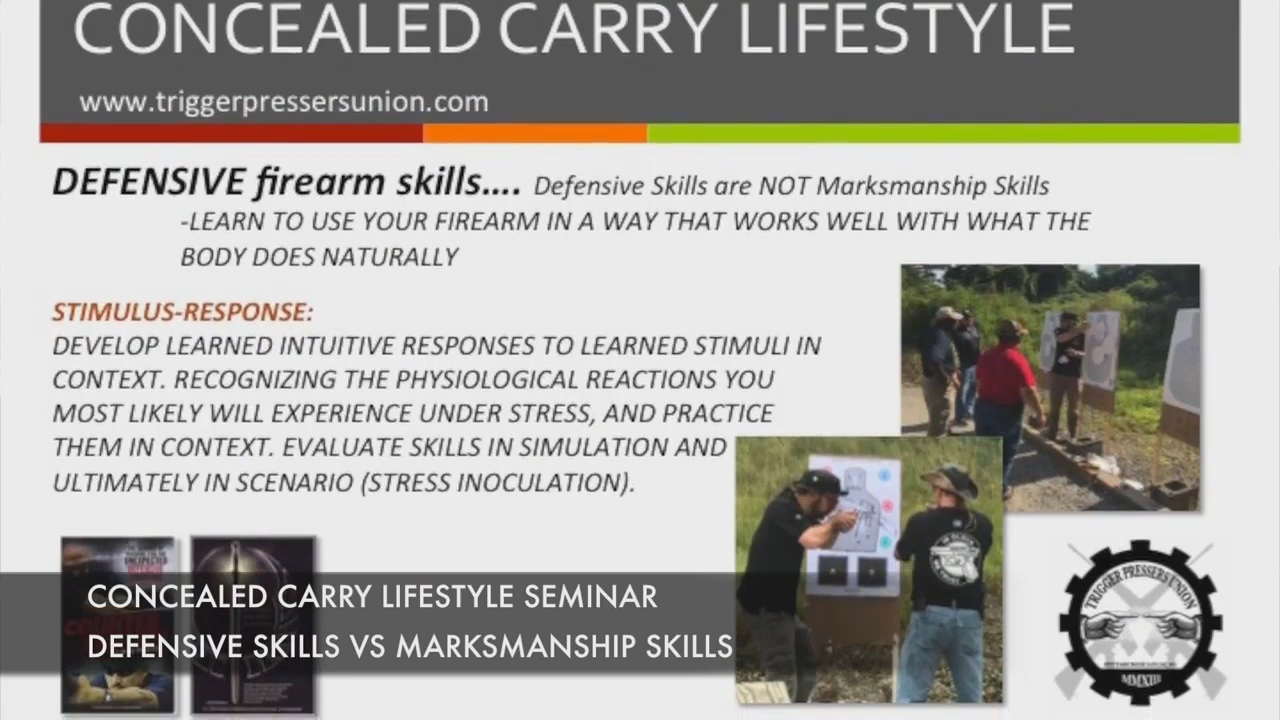 CONCEALED CARRY LIFESTYLE
www.triggerpressersunion.com
DEFENSIVE firearm skills.... Defensive Skills are NOT Marksmanship Skills
-LEARN TO USE YOUR FIREARM IN A WAY THAT WORKS WELL WITH WHAT THE
BODY DOES NATURALLY
STIMULUS-RESPONSE:
DEVELOP LEARNED INTUITIVE RESPONSES TO LEARNED STIMULI IN
CONTEXT. RECOGNIZING THE PHYSIOLOGICAL REACTIONS YOU
MOST LIKELY WILL EXPERIENCE UNDER STRESS, AND PRACTICE
THEM IN CONTEXT. EVALUATE SKILLS IN SIMULATION AND
ULTIMATELY IN SCENARIO (STRESS INOCULATION).
CONCEALED CARRY LIFESTYLE SEMINAR
DEFENSIVE SKILLS VS MARKSMANSHIP SKILLS
TRIGGER PRESSERS UNION
MMXIII